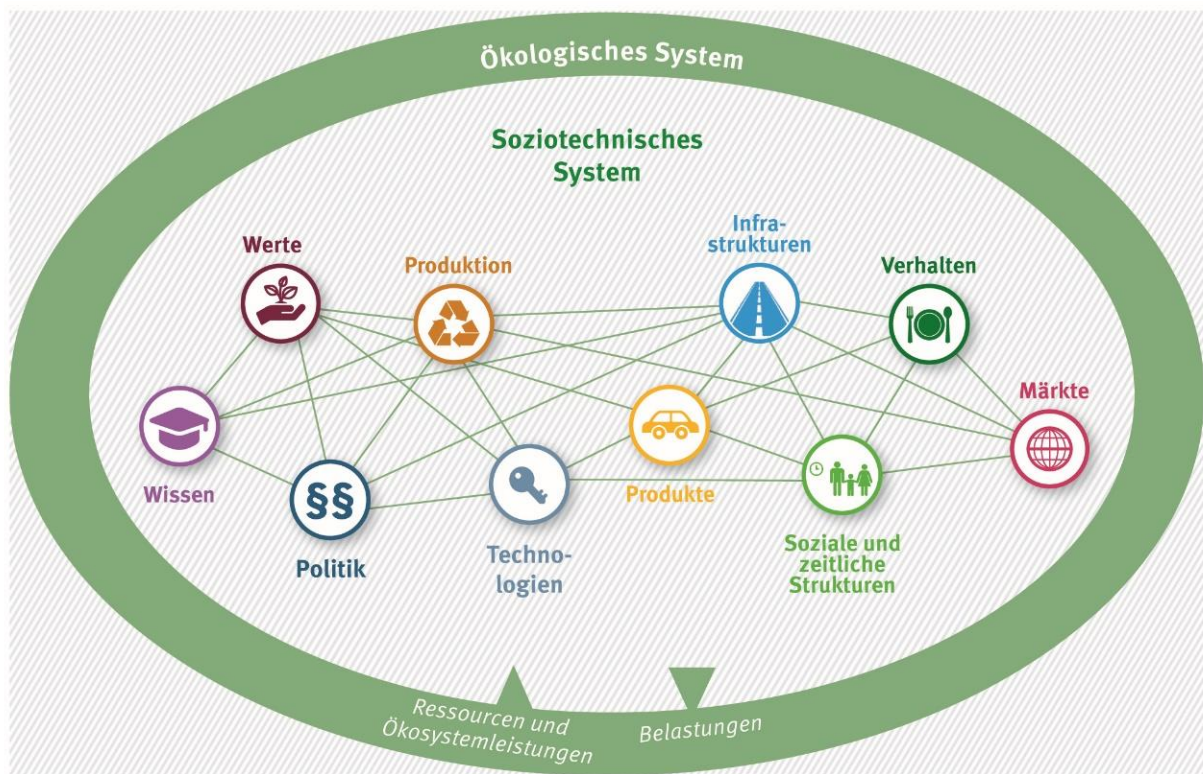 Ökologisches System
Soziotechnisches
System
Werte
Produktion
Infra-
strukturen
Verhalten
Märkte
Wissen
§§
Politik
Techno-
logien
Produkte
Soziale und
zeitliche
Strukturen
Ressourcen und
Ökosystemleistungen
Belastungen